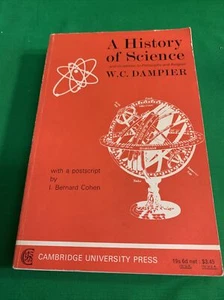 A History
of Science
W.C. DAMPIER
with a postscript
by
I. Bernard Cohen
CAMBRIDGE UNIVERSITY PRESS